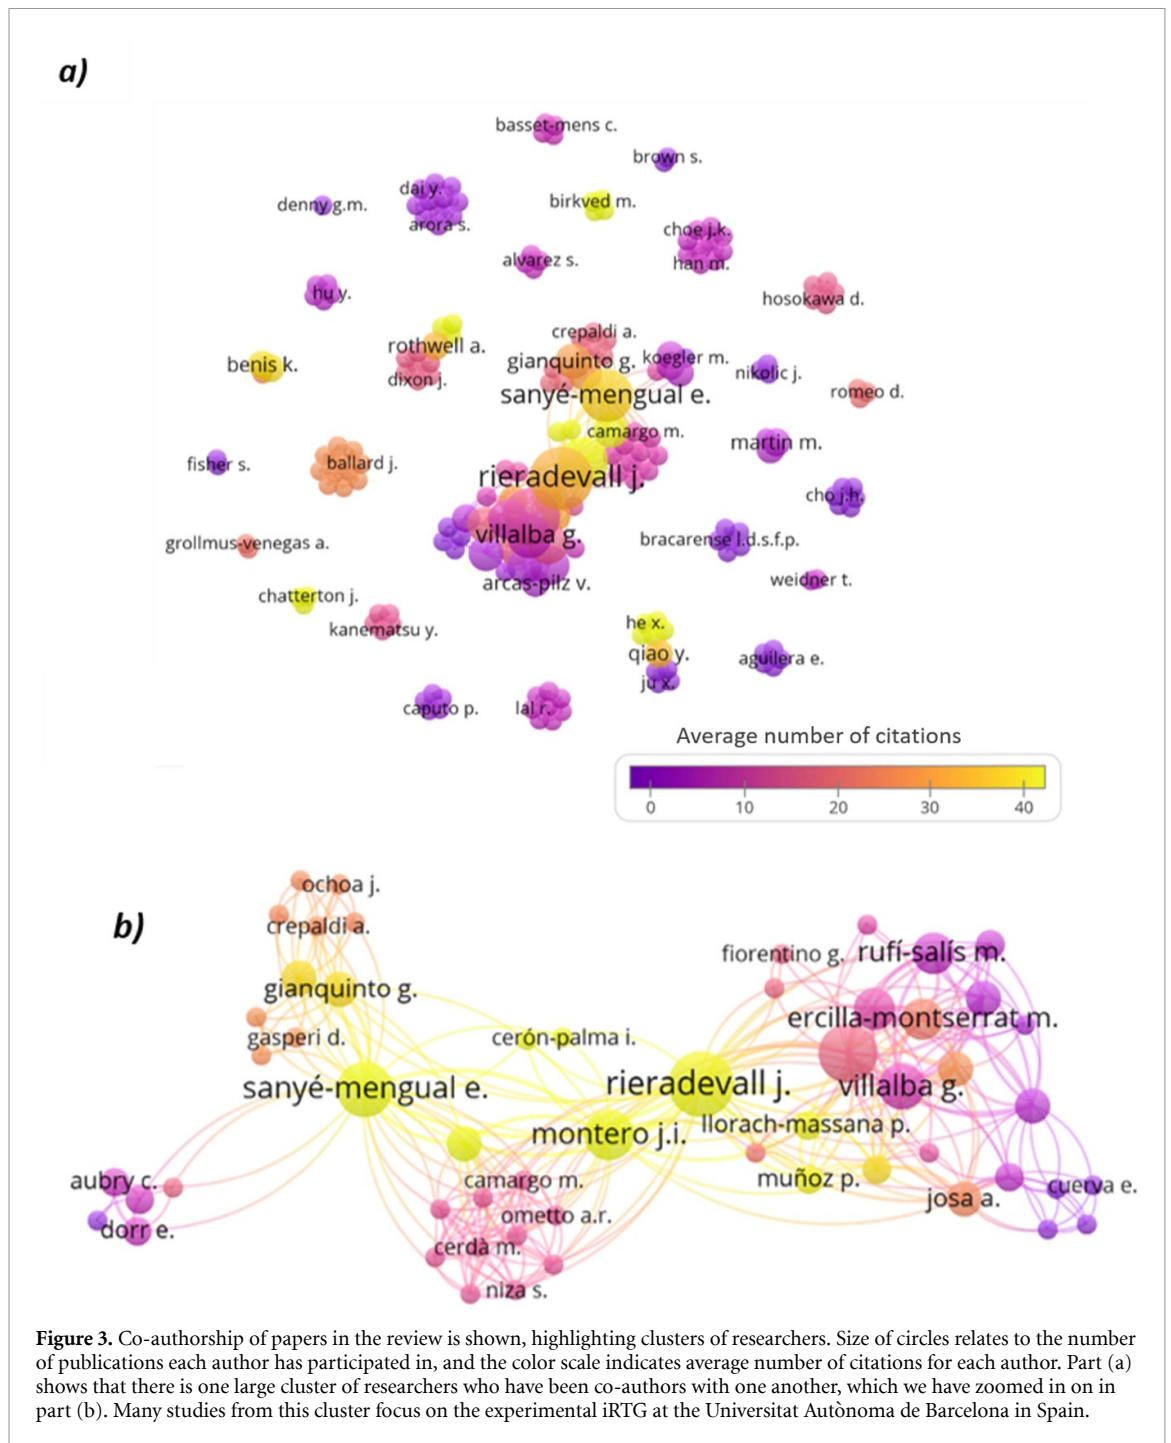 a)
basset-mens c.
brown s.
dai y.
denny g.m.
birkved m.
arora s.
choe j.k.
alvarez s.
han m.
hu y.
hosokawa d.
crepaldi a.
rothwell a.
gianquinto g.
koegler m.
benis k.
nikolic j.
dixon j.
romeo d.
sanyé-mengual e.
camargo m.
martin m.
fisher s.
ballard j.
rieradevall j.
cho j.h.
villalba g.
bracarense l.d.s.f.p.
grollmus-venegas a.
weidner t.
arcas-pilz v.
chatterton j.
he x.
kanematsu y.
qiao y.
aguilera e.
ju x.
caputo p.
lal r.
Average number of citations
0 10 20 30 40
b)
ochoa j.
crepaldi a.
fiorentino g.
rufí-salís m.
gianquinto g.
ercilla-montserrat m.
gasperi d.
cerón-palma i.
sanyé-mengual e.
rieradevall j.
villalba g.
llorach-massana p.
montero j.i.
aubry c.
camargo m.
muñoz p.
cuerva e.
josa a.
ometto a.r.
dorr e.
cerdà m.
niza s.
Figure 3. Co-authorship of papers in the review is shown, highlighting clusters of researchers. Size of circles relates to the number
of publications each author has participated in, and the color scale indicates average number of citations for each author. Part (a)
shows that there is one large cluster of researchers who have been co-authors with one another, which we have zoomed in on in
part (b). Many studies from this cluster focus on the experimental iRTG at the Universitat Autònoma de Barcelona in Spain.